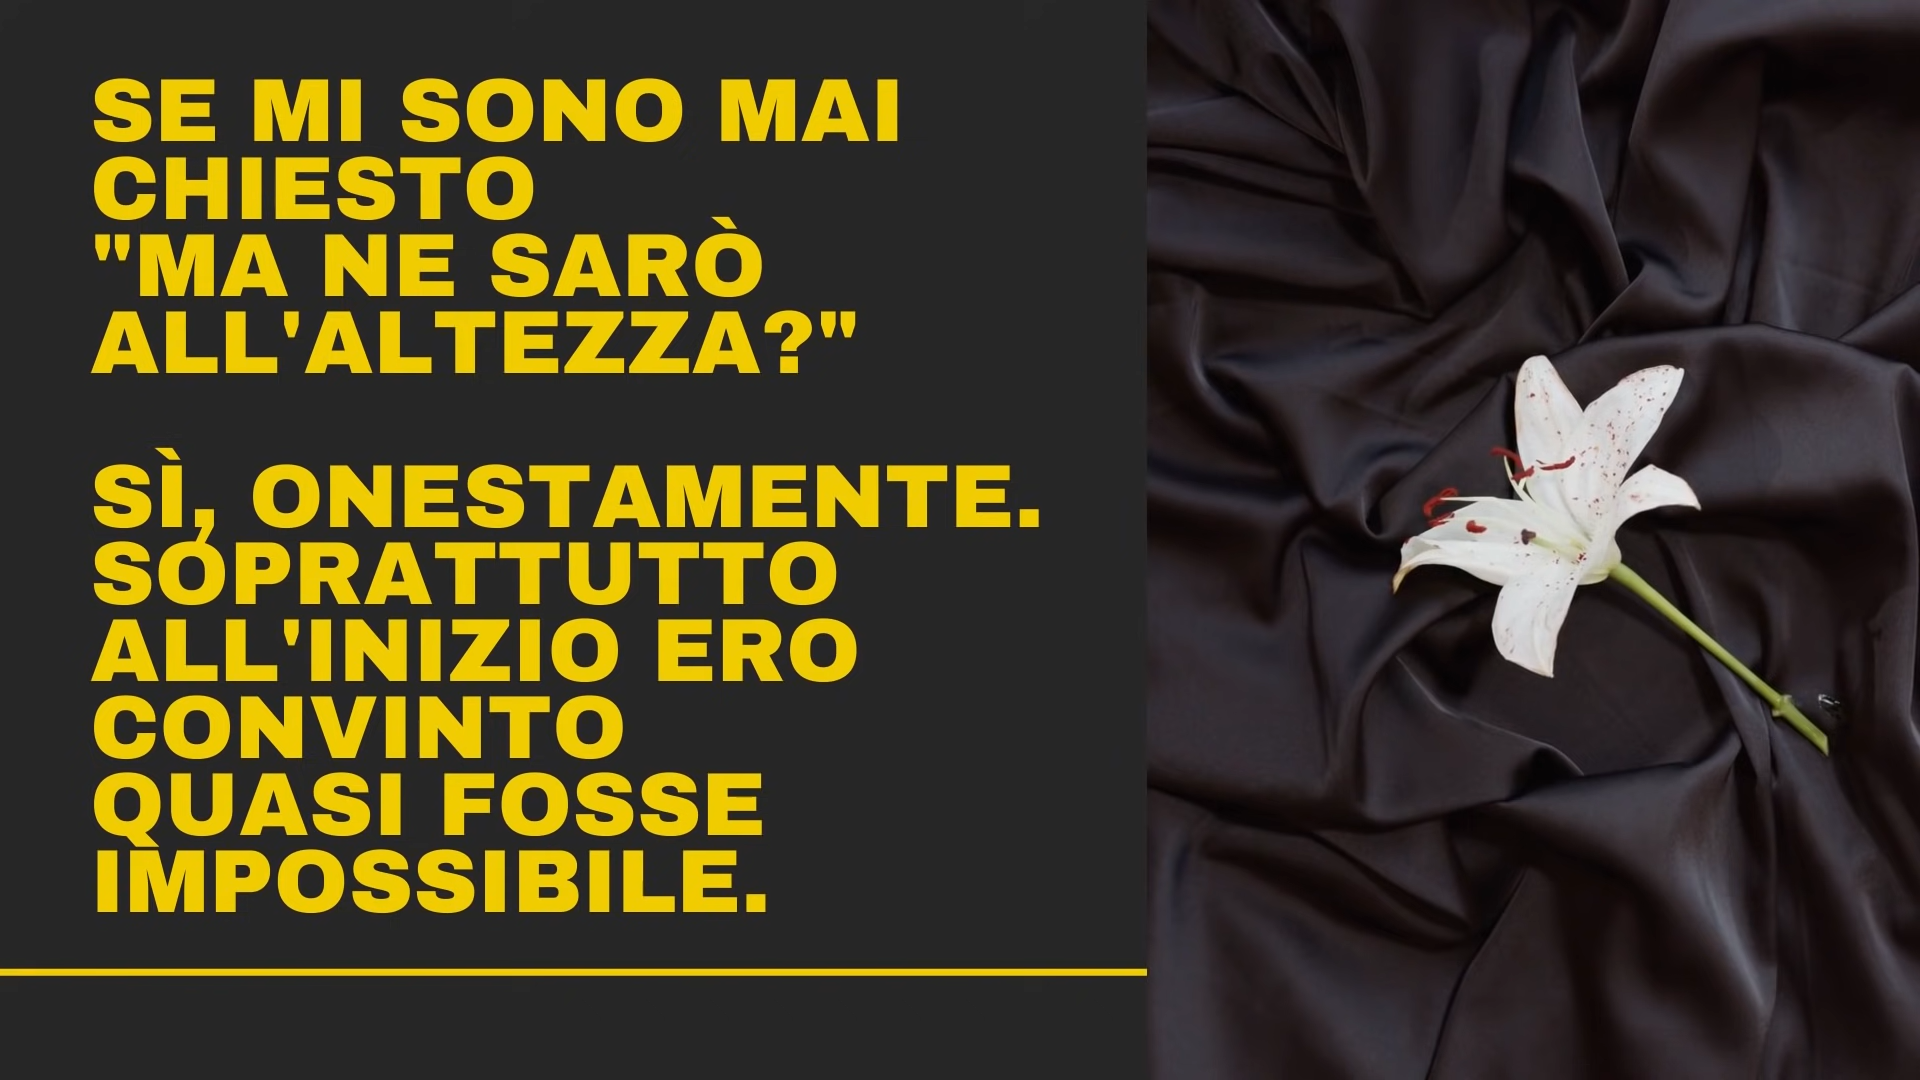 SE MI SONO MAI
CHIESTO
"MA NE SARÒ
ALL'ALTEZZA?"
SÌ, ONESTAMENTE.
SOPRATTUTTO
ALL'INIZIO ERO
CONVINTO
QUASI FOSSE
IMPOSSIBILE.